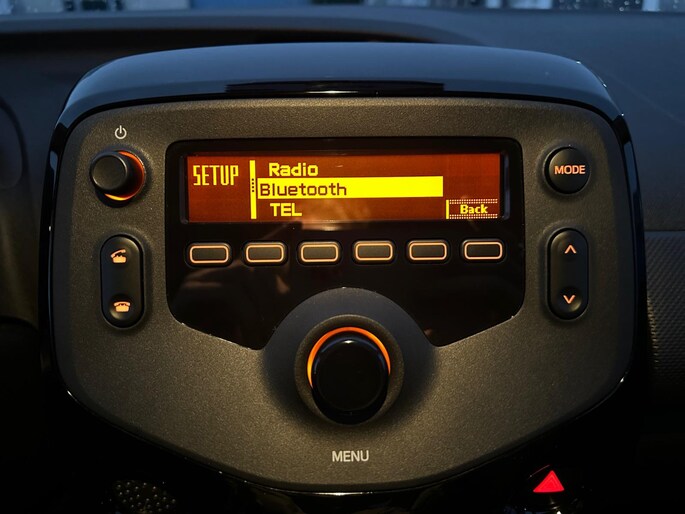 SETUP
Radio
Bluetooth
TEL
Back
MODE
MENU